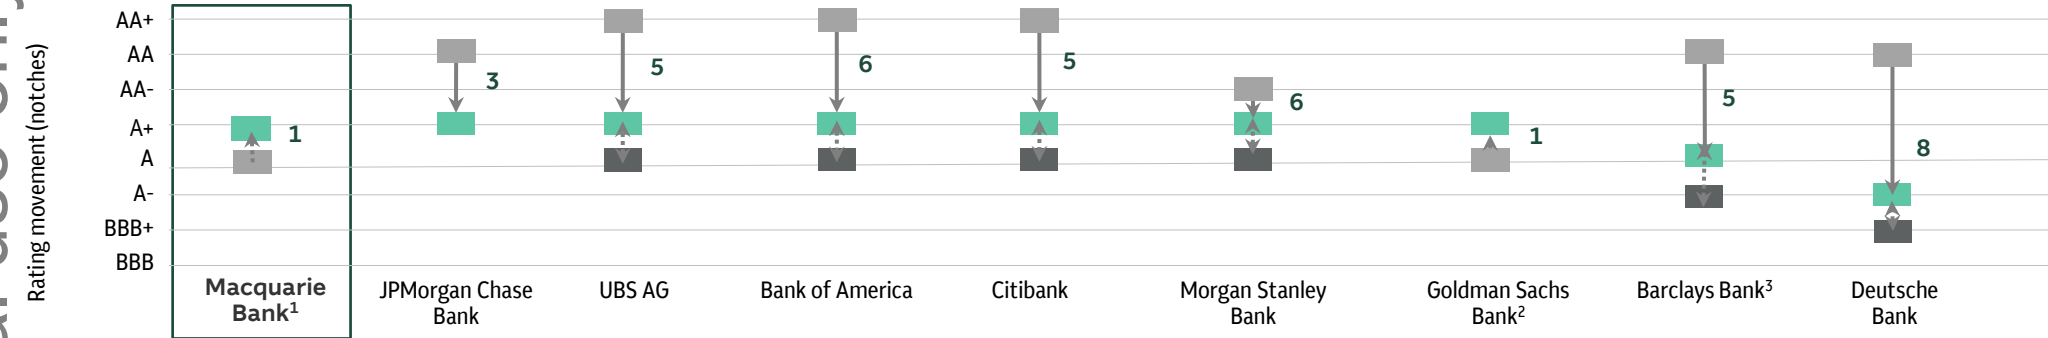 Rating movement (notches)
AA+
AA
AA-
A+
A
A-
BBB+
BBB
1
3
5
6
5
6
1
5
8
Macquarie
Bank1
JPMorgan Chase
Bank
UBS AG
Bank of America
Citibank
Morgan Stanley
Bank
Goldman Sachs
Bank2
Barclays Bank3
Deutsche
Bank